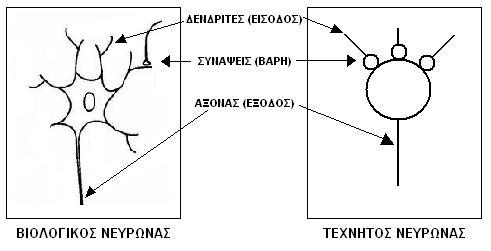 ΔΕΝΔΡΙΤΕΣ (ΕΙΣΟΔΟΣ)
ΣΥΝΑΨΕΙΣ (ΒΑΡΗ)
ΑΞΟΝΑΣ (ΕΞΟΔΟΣ)
ΒΙΟΛΟΓΙΚΟΣ ΝΕΥΡΩΝΑΣ
ΤΕΧΝΗΤΟΣ ΝΕΥΡΩΝΑΣ